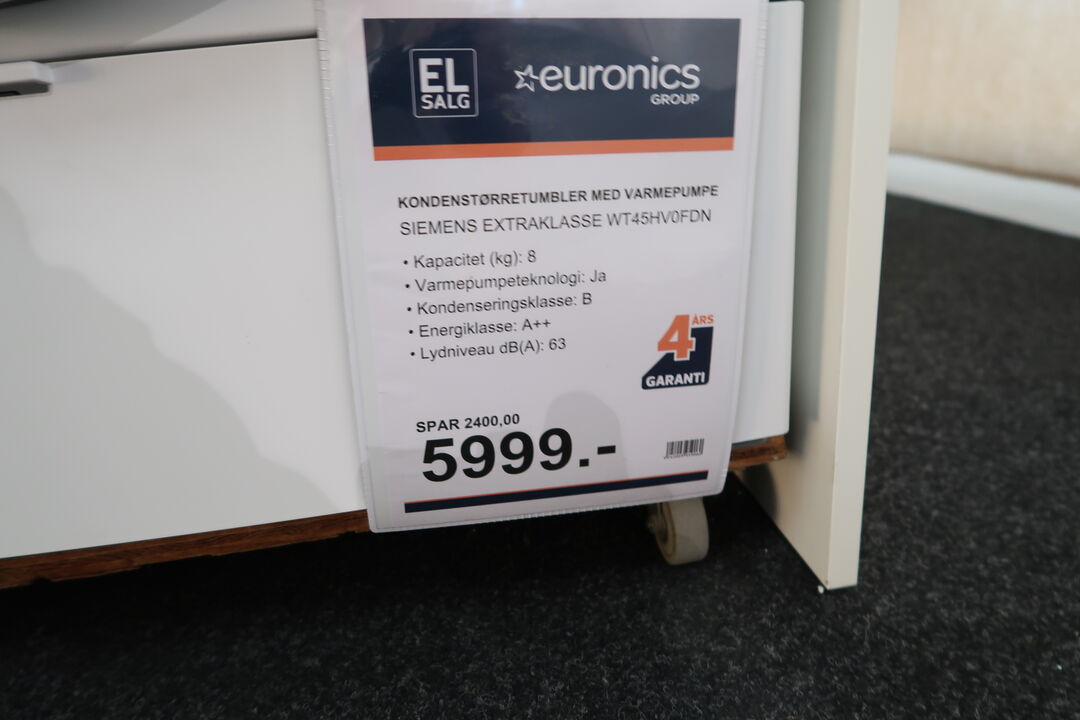 EL
SALG
euronics
GROUP
KONDENSTØRRETUMBLER MED VARMEPUMPE
SIEMENS EXTRAKLASSE WT45HV0FDN
• Kapacitet (kg): 8
• Varmepumpeteknologi: Ja
• Kondenseringsklasse: B
• Energiklasse: A++
• Lydniveau dB(A): 63
4 ÅRS
GARANTI
SPAR 2400,00
5999.-